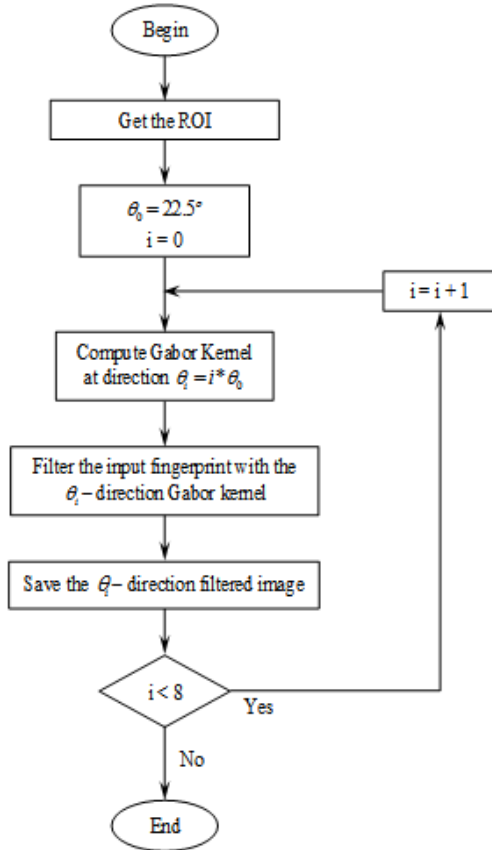 Begin
Get the ROI
θ₀ = 22.5°
i = 0
i = i + 1
Compute Gabor Kernel
at direction θᵢ = i* θ₀
Filter the input fingerprint with the
θᵢ – direction Gabor kernel
Save the θᵢ – direction filtered image
i < 8
Yes
No
End